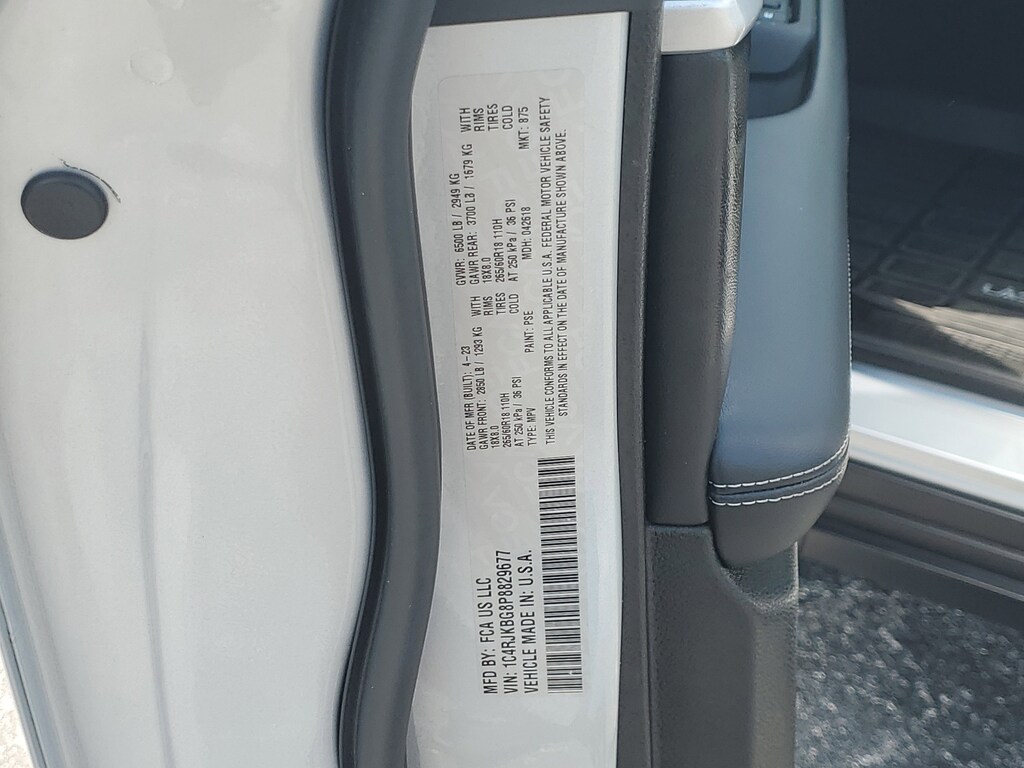 MFD BY: FCA US LLC
VIN: 1C4RJKBG8P8829677
VEHICLE MADE IN: U.S.A.
DATE OF MFR (BUILT): 4-23 GVWR: 6500 LB / 2949 KG
GAWR FRONT: 2850 LB / 1293 KG WITH GAWR REAR: 3700 LB / 1679 KG WITH
18X8.0 RIMS 18X8.0 RIMS
265/60R18 110H TIRES 265/60R18 110H TIRES
AT 250 kPa / 36 PSI COLD AT 250 kPa / 36 PSI COLD
TYPE: MPV PAINT: PSE MDH: 042618 MKT: 875
THIS VEHICLE CONFORMS TO ALL APPLICABLE U.S.A. FEDERAL MOTOR VEHICLE SAFETY
STANDARDS IN EFFECT ON THE DATE OF MANUFACTURE SHOWN ABOVE.